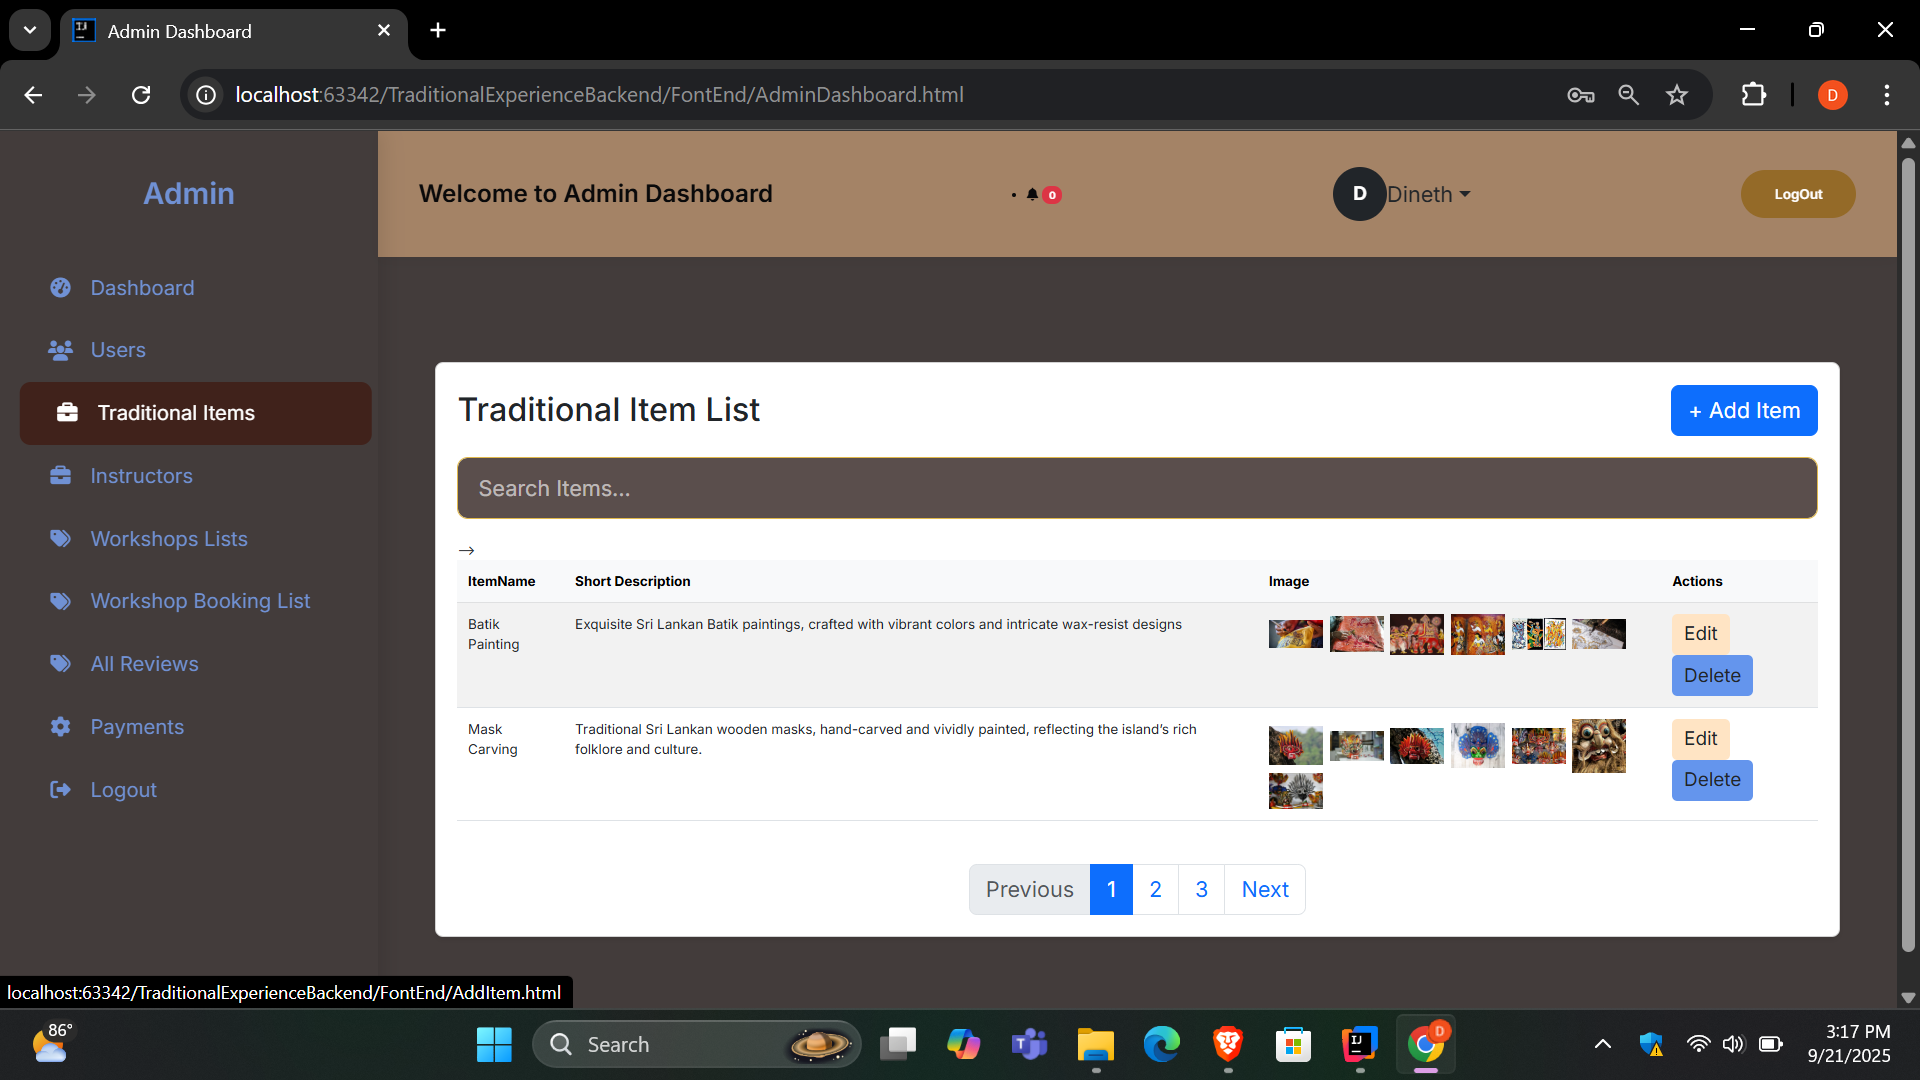 Admin Dashboard
localhost:63342/TraditionalExperienceBackend/FontEnd/AdminDashboard.html
D
Admin
Welcome to Admin Dashboard
• 0
D Dineth
LogOut
Dashboard
Users
Traditional Items
Instructors
Workshops Lists
Workshop Booking List
All Reviews
Payments
Logout
Traditional Item List
+ Add Item
Search Items...
→
ItemName Short Description Image Actions
Batik Exquisite Sri Lankan Batik paintings, crafted with vibrant colors and intricate wax-resist designs
Painting
Edit
Delete
Mask Traditional Sri Lankan wooden masks, hand-carved and vividly painted, reflecting the island’s rich
Carving folklore and culture.
Edit
Delete
Previous 1 2 3 Next
localhost:63342/TraditionalExperienceBackend/FontEnd/AddItem.html
86°
Search
D
3:17 PM
9/21/2025